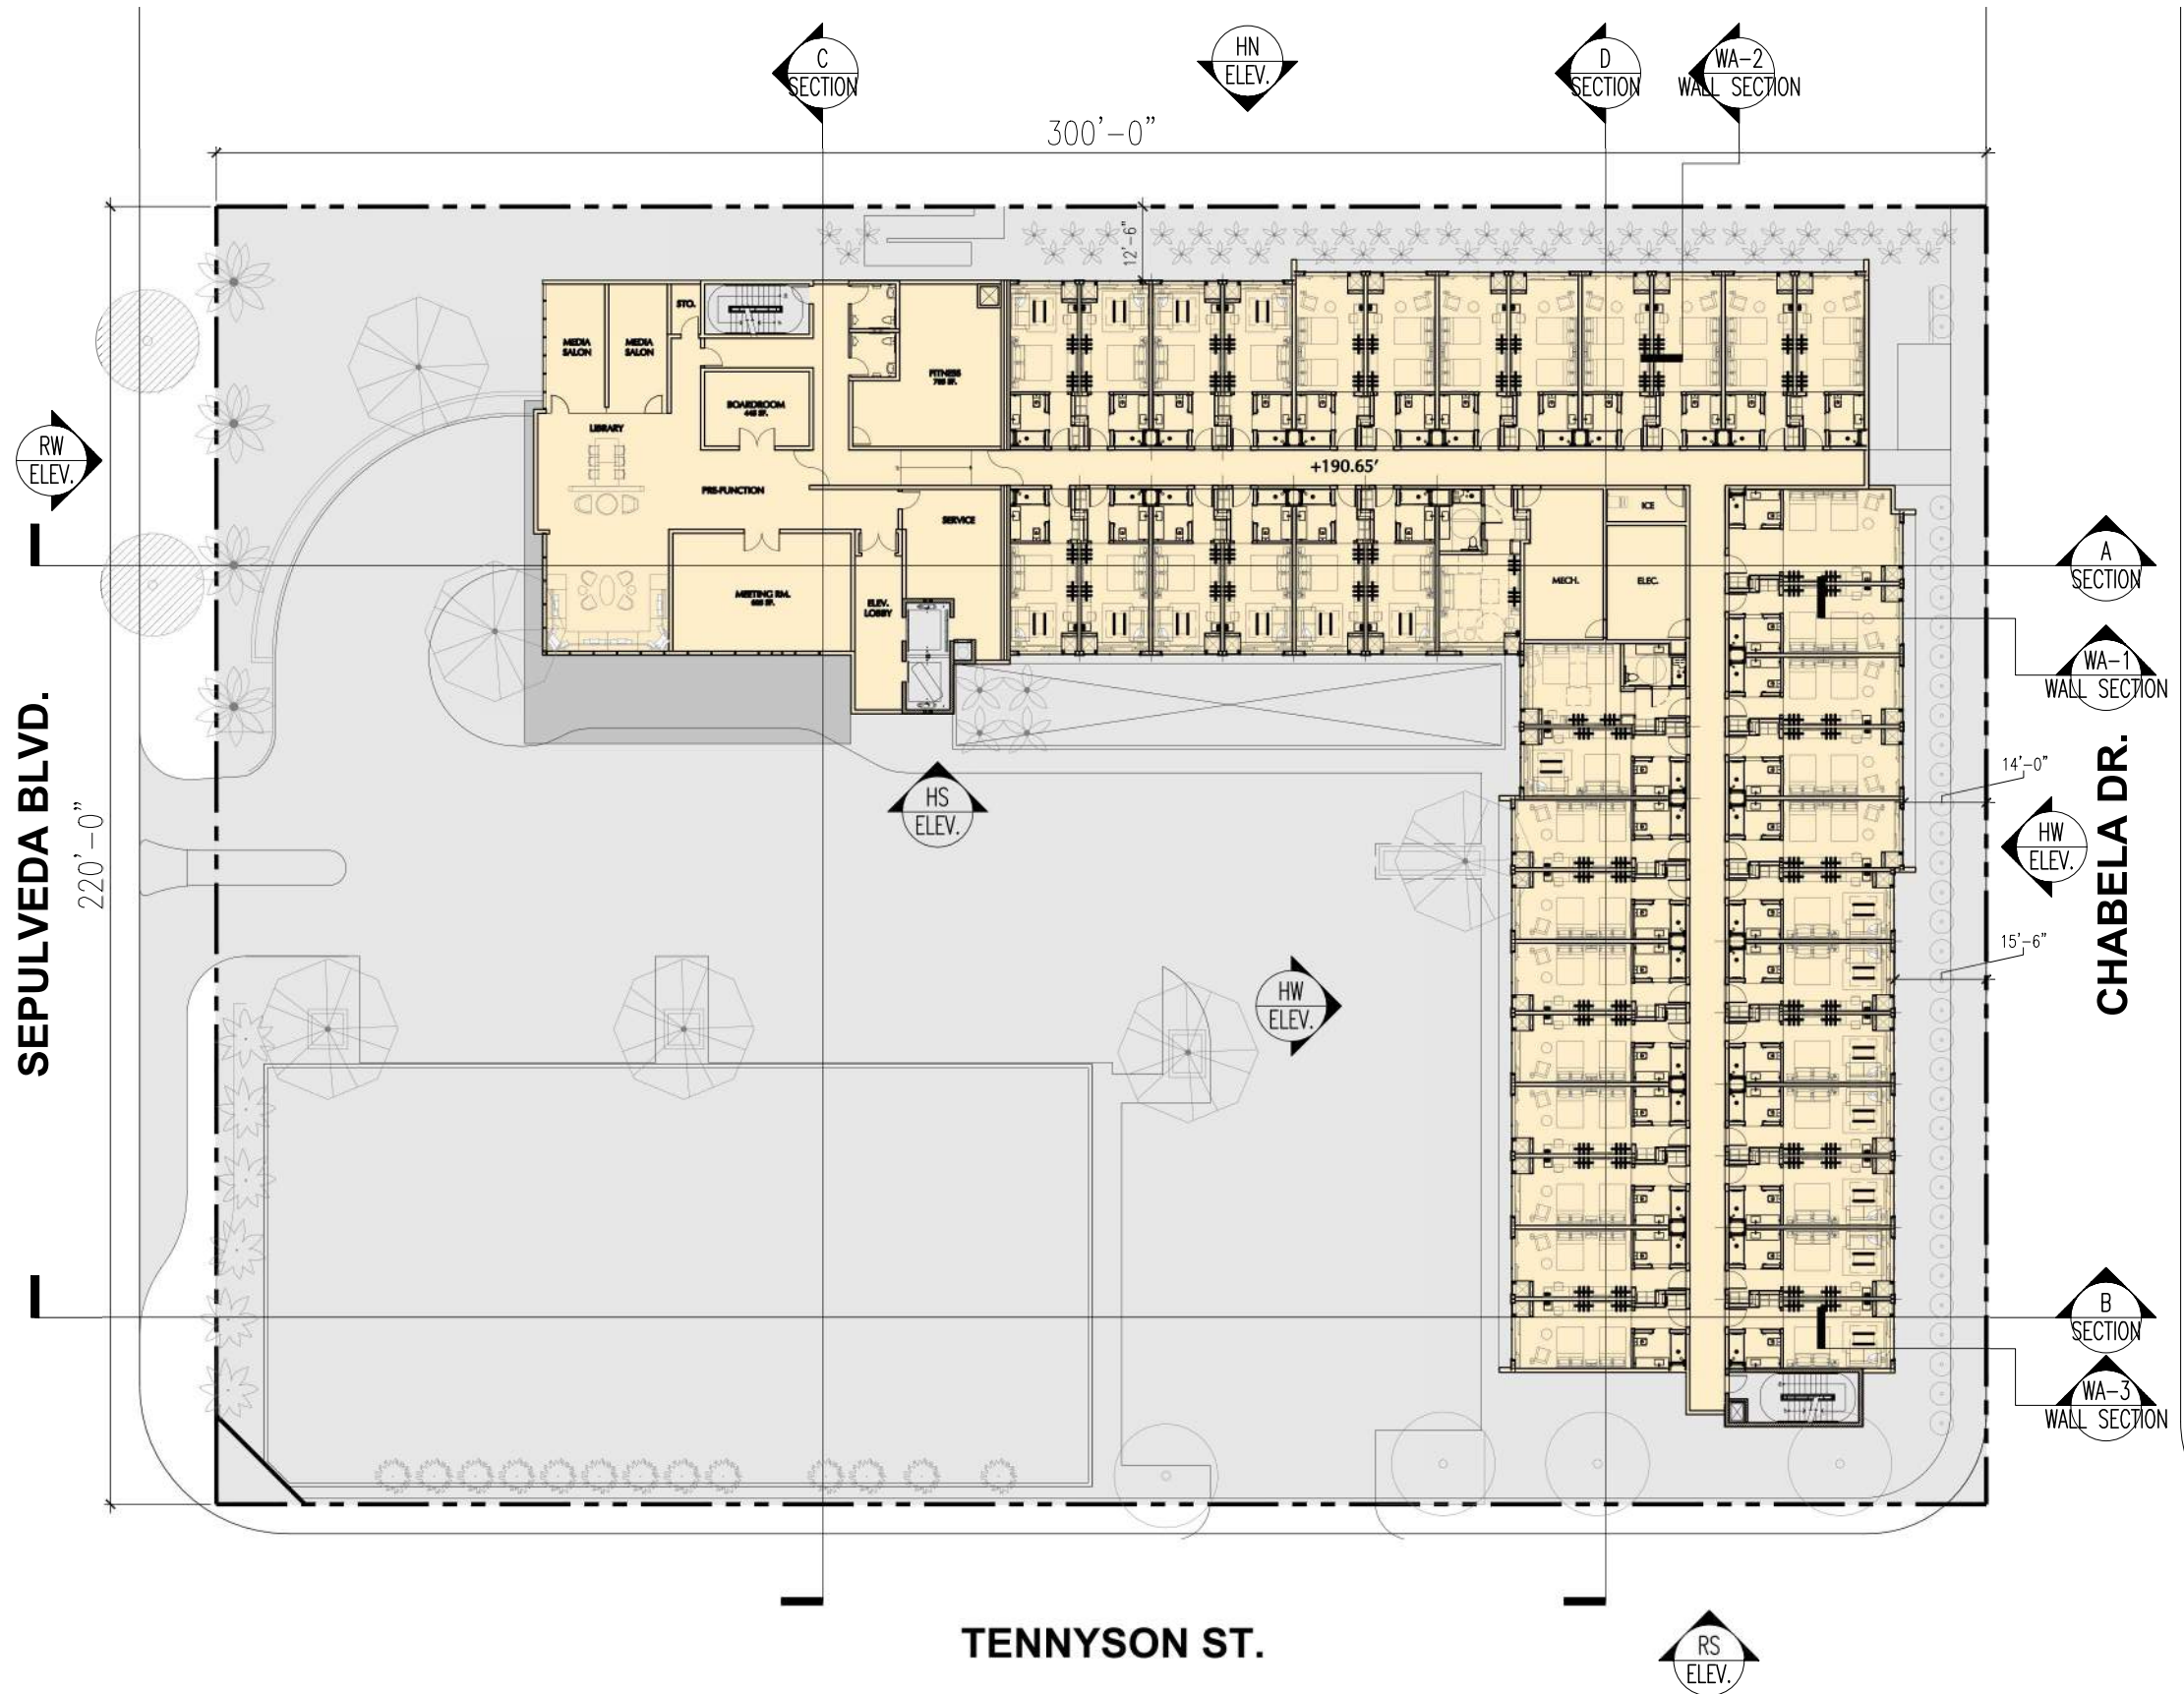 C
SECTION
HN
ELEV.
D
SECTION
WA-2
WALL SECTION
300'-0"
12'-6"
STO.
MEDIA
SALON
MEDIA
SALON
FITNESS
BOARDROOM
LIBRARY
RW
ELEV.
+190.65'
PRE-FUNCTION
SERVICE
ICE
A
SECTION
MECH.
ELEC.
MEETING RM.
ELEV.
LOBBY
WA-1
WALL SECTION
SEPULVEDA BLVD.
220'-0"
14'-0"
HS
ELEV.
HW
ELEV.
CHABELA DR.
15'-6"
HW
ELEV.
B
SECTION
WA-3
WALL SECTION
TENNYSON ST.
RS
ELEV.